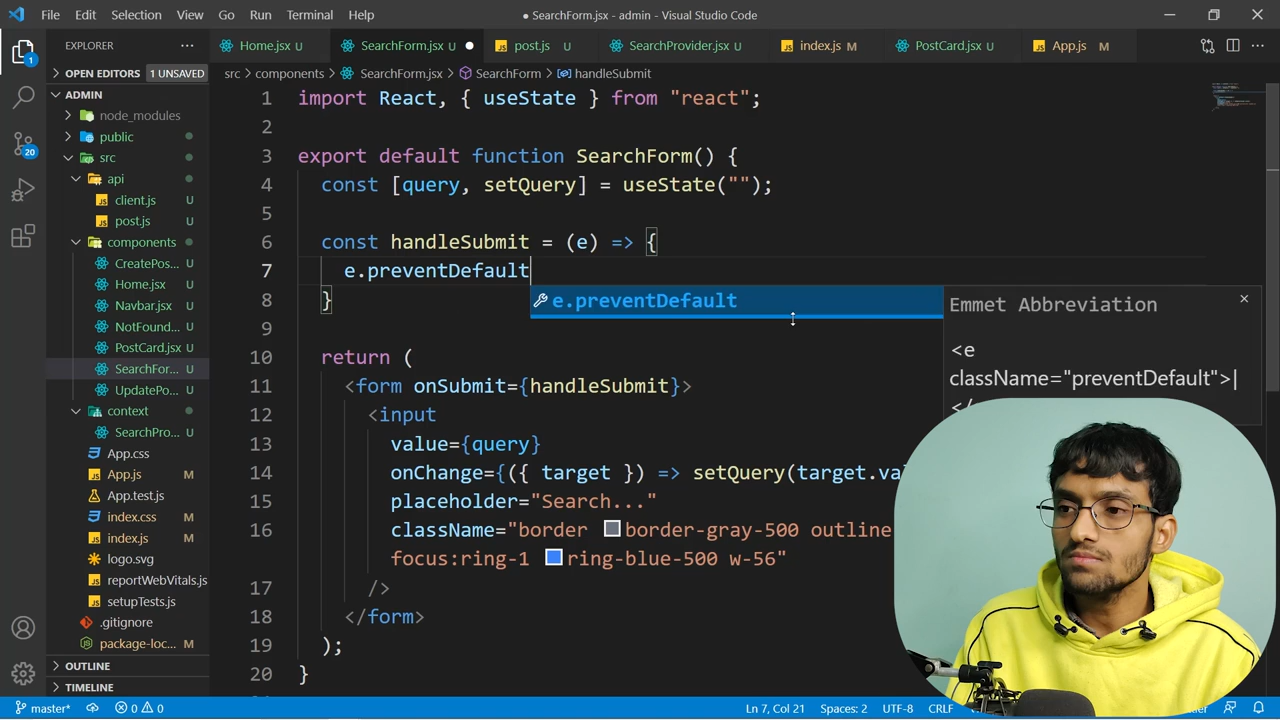 File Edit Selection View Go Run Terminal Help
● SearchForm.jsx - admin - Visual Studio Code
EXPLORER
Home.jsx U
SearchForm.jsx U
post.js U
SearchProvider.jsx U
index.js M
PostCard.jsx U
App.js M
OPEN EDITORS 1 UNSAVED
src > components > SearchForm.jsx > SearchForm > handleSubmit
ADMIN
node_modules
public
src
api
client.js U
post.js U
components
CreatePos... U
Home.jsx U
Navbar.jsx U
NotFound... U
PostCard.jsx U
SearchFor... U
UpdatePo... U
context
SearchPro... U
App.css
App.js M
App.test.js
index.css M
index.js M
logo.svg
reportWebVitals.js
setupTests.js
.gitignore
package-loc... M
OUTLINE
TIMELINE
1 import React, { useState } from "react";
2
3 export default function SearchForm() {
4 const [query, setQuery] = useState("");
5
6 const handleSubmit = (e) => {
7 e.preventDefault
8 }
9
10 return (
11 <form onSubmit={handleSubmit}>
12 <input
13 value={query}
14 onChange={({ target }) => setQuery(target.va
15 placeholder="Search..."
16 className="border border-gray-500 outline
focus:ring-1 ring-blue-500 w-56"
17 />
18 </form>
19 );
20 }
e.preventDefault
Emmet Abbreviation
<e
className="preventDefault">|
</
1
20
master*
0 0
Ln 7, Col 21 Spaces: 2 UTF-8 CRLF